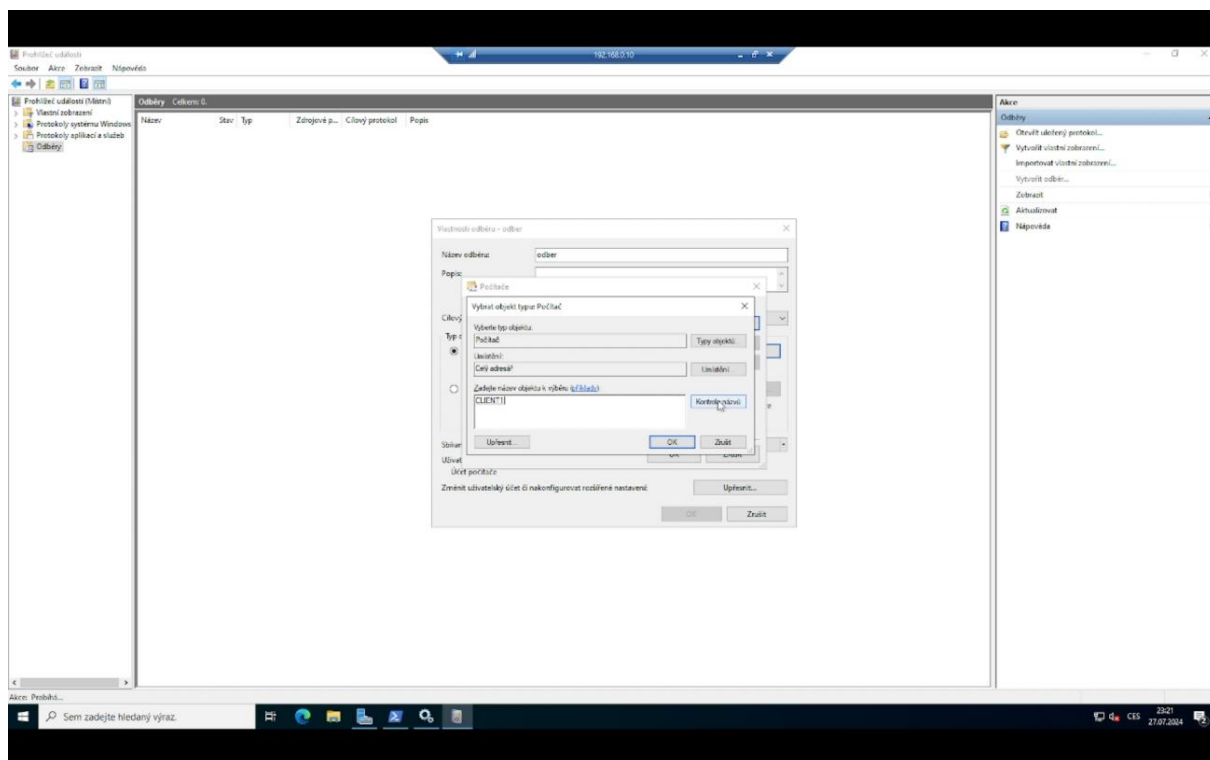 Prohlížeč událostí
192.168.0.10
Soubor Akce Zobrazit Nápověda
Prohlížeč událostí (Místní)
Vlastní zobrazení
Protokoly systému Windows
Protokoly aplikací a služeb
Odběry
Odběry Celkem: 0.
Název Stav Typ Zdrojové p... Cílový protokol Popis
Akce
Odběry
Otevřít uložený protokol...
Vytvořit vlastní zobrazení...
Importovat vlastní zobrazení...
Vytvořit odběr...
Zobrazit
Aktualizovat
Nápověda
Vlastnosti odběru - odber
Název odběru: odber
Popis:
Počítače
Vybrat objekt typu: Počítač
Cílový
Vyberte typ objektu:
Typ
Počítač Typy objektů...
Umístění:
Celý adresář Umístění...
Zadejte název objektu k výběru (příklady):
CLIENT1 Kontrola názvů
Upřesnit... OK Zrušit
Sbíran
Uživat
Účet počítače
Změnit uživatelský účet či nakonfigurovat rozšířené nastavení: Upřesnit...
OK Zrušit
Akce: Probíhá...
Sem zadejte hledaný výraz.
CES
23:21
27.07.2024